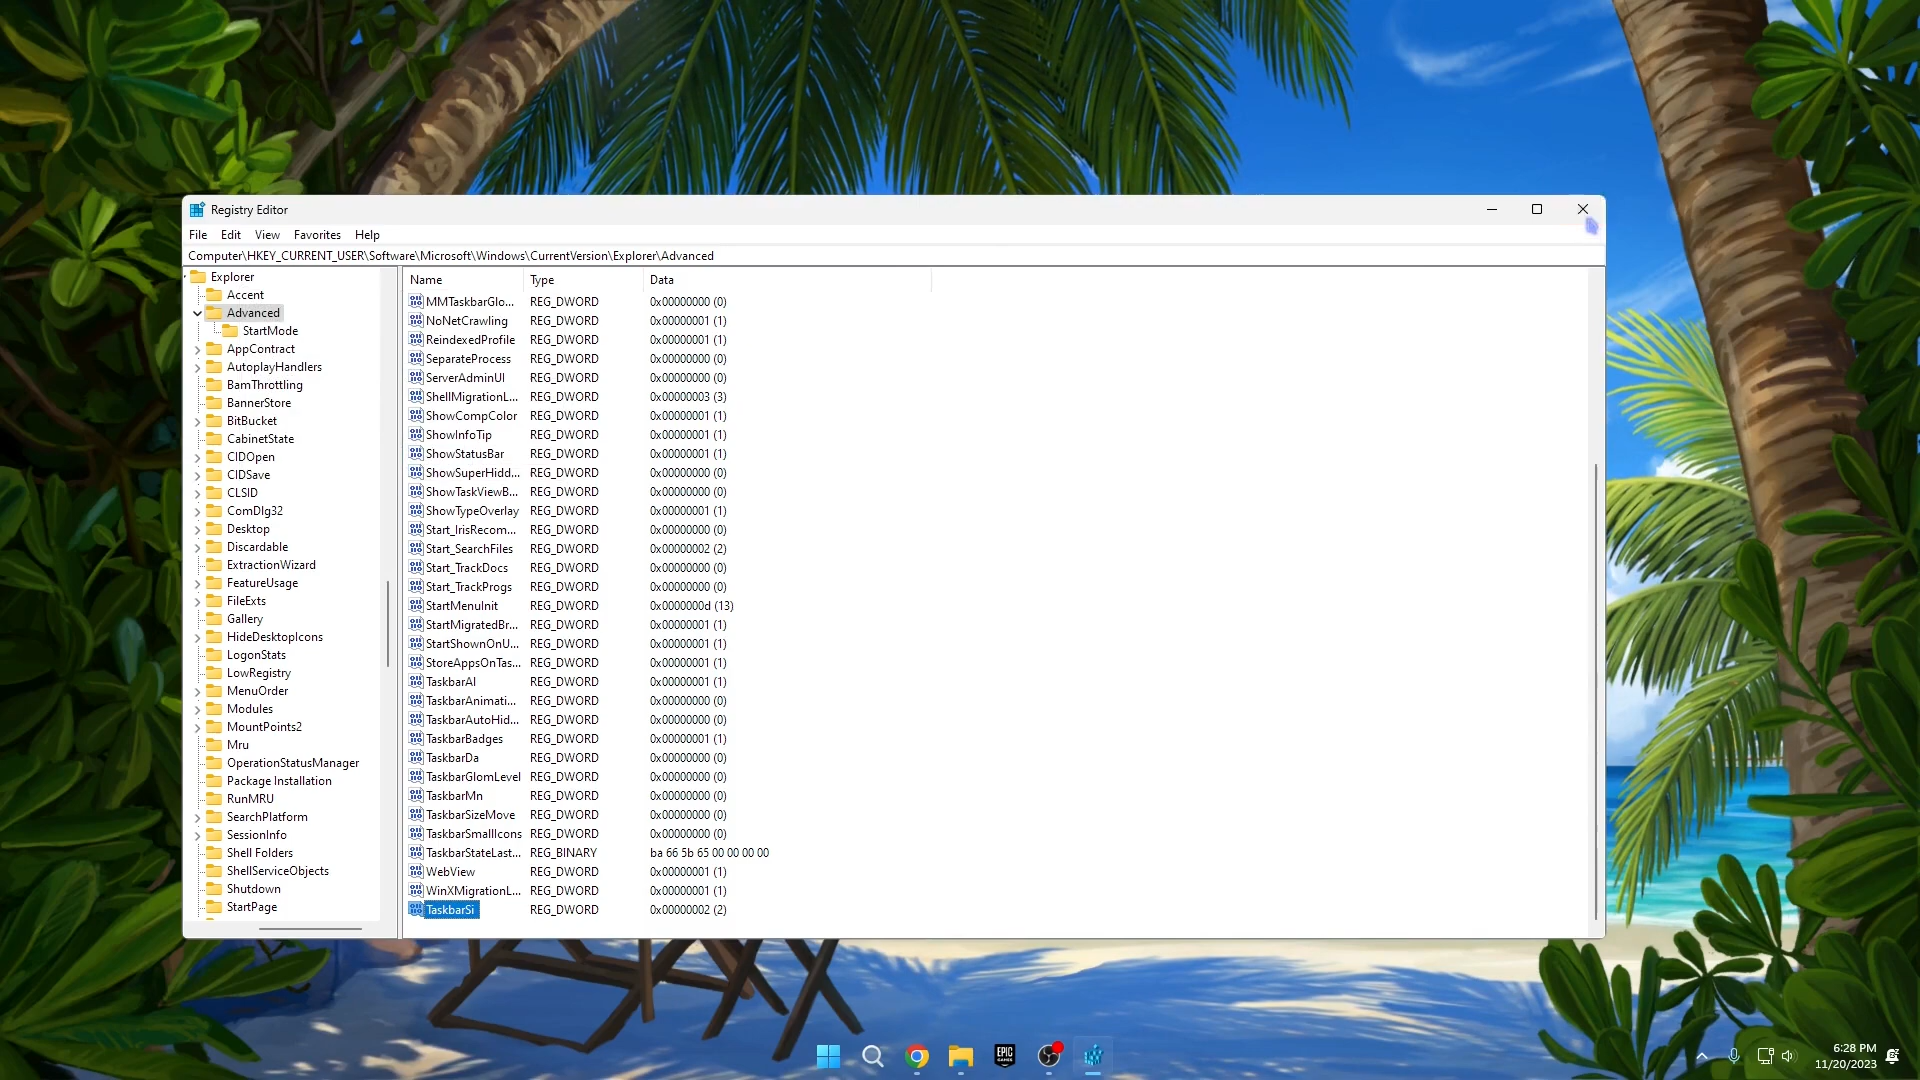 Registry Editor
File Edit View Favorites Help
Computer\HKEY_CURRENT_USER\Software\Microsoft\Windows\CurrentVersion\Explorer\Advanced
Explorer
Accent
Advanced
StartMode
AppContract
AutoplayHandlers
BamThrottling
BannerStore
BitBucket
CabinetState
CIDOpen
CIDSave
CLSID
ComDlg32
Desktop
Discardable
ExtractionWizard
FeatureUsage
FileExts
Gallery
HideDesktopIcons
LogonStats
LowRegistry
MenuOrder
Modules
MountPoints2
Mru
OperationStatusManager
Package Installation
RunMRU
SearchPlatform
SessionInfo
Shell Folders
ShellServiceObjects
Shutdown
StartPage
Name Type Data
MMTaskbarGlo... REG_DWORD 0x00000000 (0)
NoNetCrawling REG_DWORD 0x00000001 (1)
ReindexedProfile REG_DWORD 0x00000001 (1)
SeparateProcess REG_DWORD 0x00000000 (0)
ServerAdminUI REG_DWORD 0x00000000 (0)
ShellMigrationL... REG_DWORD 0x00000003 (3)
ShowCompColor REG_DWORD 0x00000001 (1)
ShowInfoTip REG_DWORD 0x00000001 (1)
ShowStatusBar REG_DWORD 0x00000001 (1)
ShowSuperHidd... REG_DWORD 0x00000000 (0)
ShowTaskViewB... REG_DWORD 0x00000000 (0)
ShowTypeOverlay REG_DWORD 0x00000001 (1)
Start_IrisRecom... REG_DWORD 0x00000000 (0)
Start_SearchFiles REG_DWORD 0x00000002 (2)
Start_TrackDocs REG_DWORD 0x00000000 (0)
Start_TrackProgs REG_DWORD 0x00000000 (0)
StartMenuInit REG_DWORD 0x0000000d (13)
StartMigratedBr... REG_DWORD 0x00000001 (1)
StartShownOnU... REG_DWORD 0x00000001 (1)
StoreAppsOnTas... REG_DWORD 0x00000001 (1)
TaskbarAl REG_DWORD 0x00000001 (1)
TaskbarAnimati... REG_DWORD 0x00000000 (0)
TaskbarAutoHid... REG_DWORD 0x00000000 (0)
TaskbarBadges REG_DWORD 0x00000001 (1)
TaskbarDa REG_DWORD 0x00000000 (0)
TaskbarGlomLevel REG_DWORD 0x00000000 (0)
TaskbarMn REG_DWORD 0x00000000 (0)
TaskbarSizeMove REG_DWORD 0x00000000 (0)
TaskbarSmallIcons REG_DWORD 0x00000000 (0)
TaskbarStateLast... REG_BINARY ba 66 5b 65 00 00 00 00
WebView REG_DWORD 0x00000001 (1)
WinXMigrationL... REG_DWORD 0x00000001 (1)
TaskbarSi REG_DWORD 0x00000002 (2)
EPIC
GAMES
6:28 PM
11/20/2023